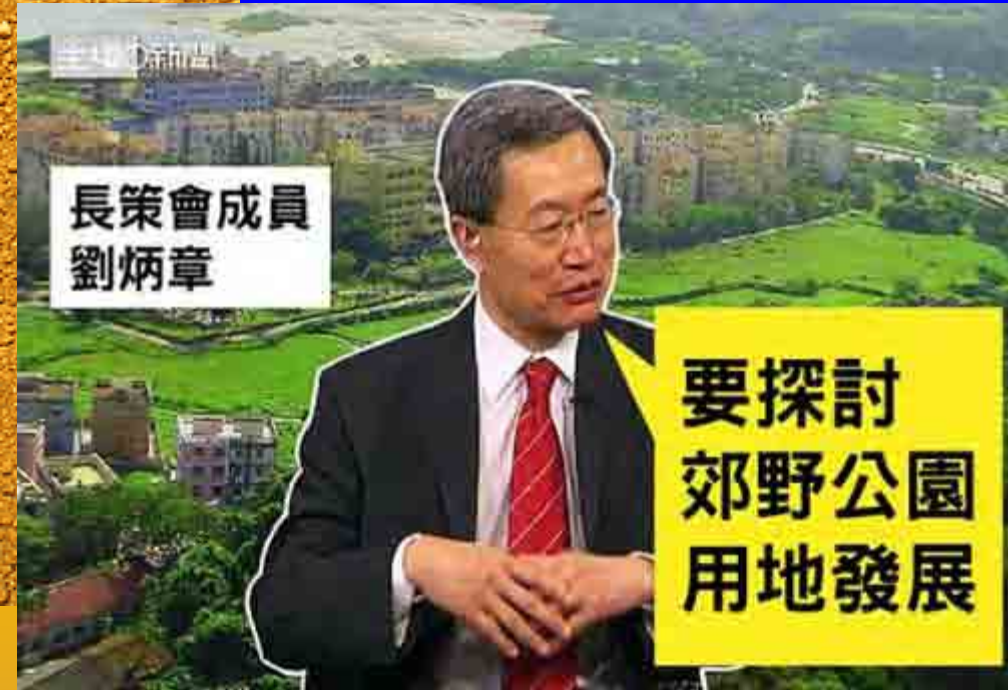 長策會成員
劉炳章
要探討
郊野公園
用地發展